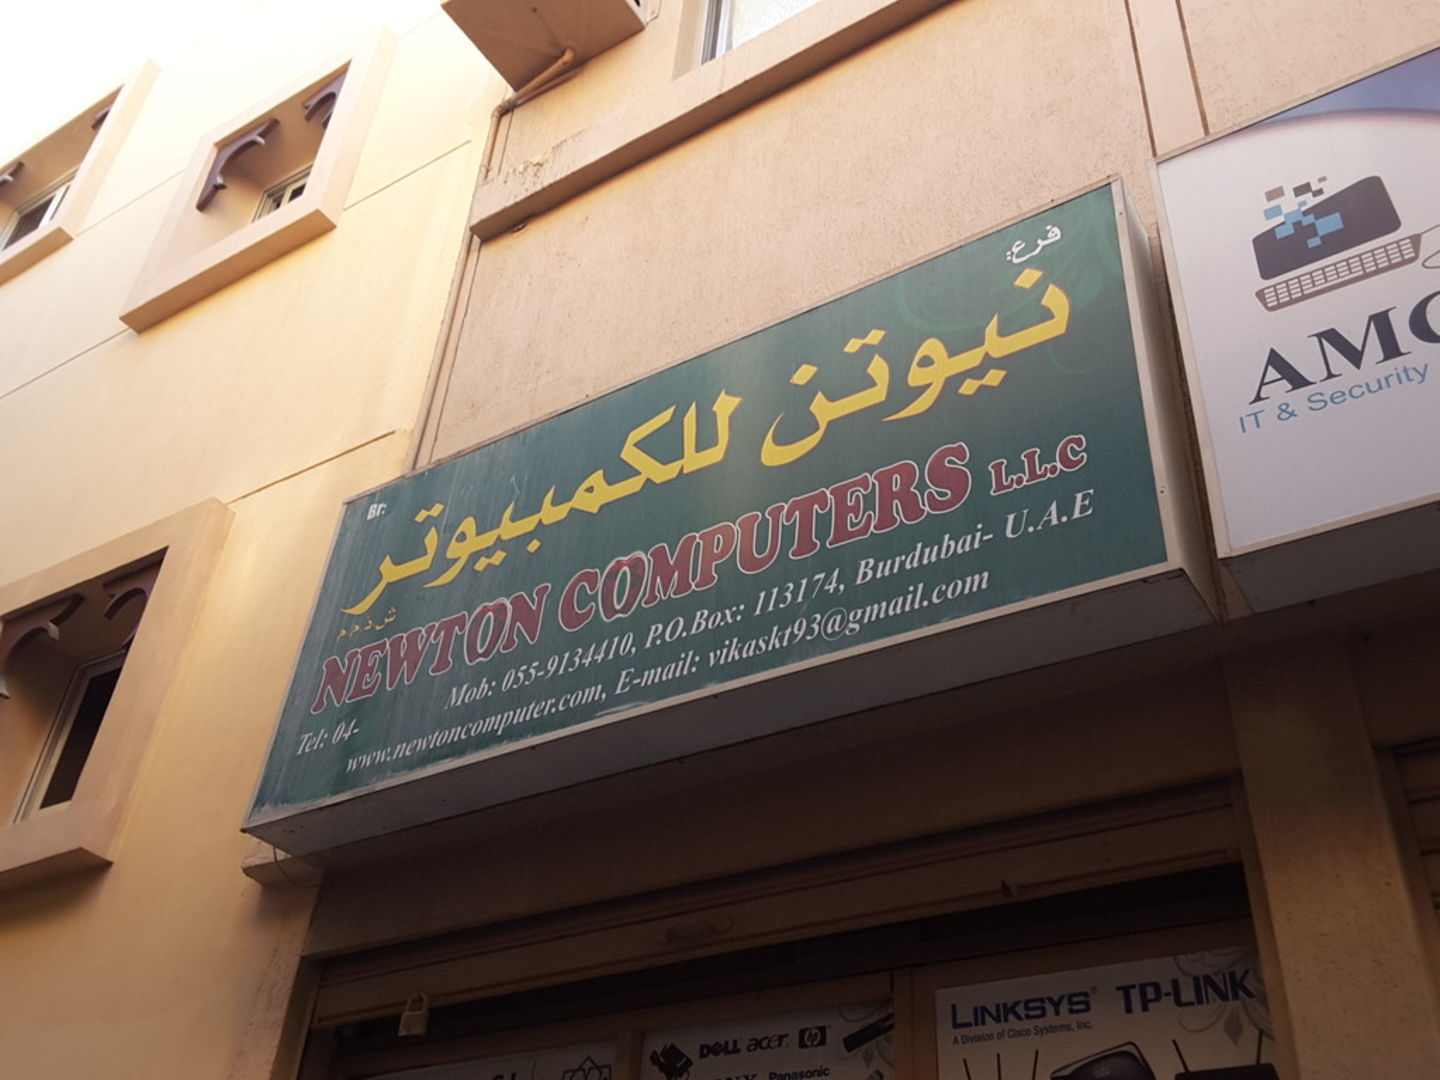 فرع:
نيوتن للكمبيوتر
ش.ذ.م.م
Br:
NEWTON COMPUTERS L.L.C
Mob: 055-9134410, P.O.Box: 113174, Burdubai- U.A.E
Tel: 04-
www.newtoncomputer.com, E-mail: vikaskt93@gmail.com
IT & Security
DELL acer hp
Panasonic
LINKSYS® TP-LINK
A Division of Cisco Systems, Inc.